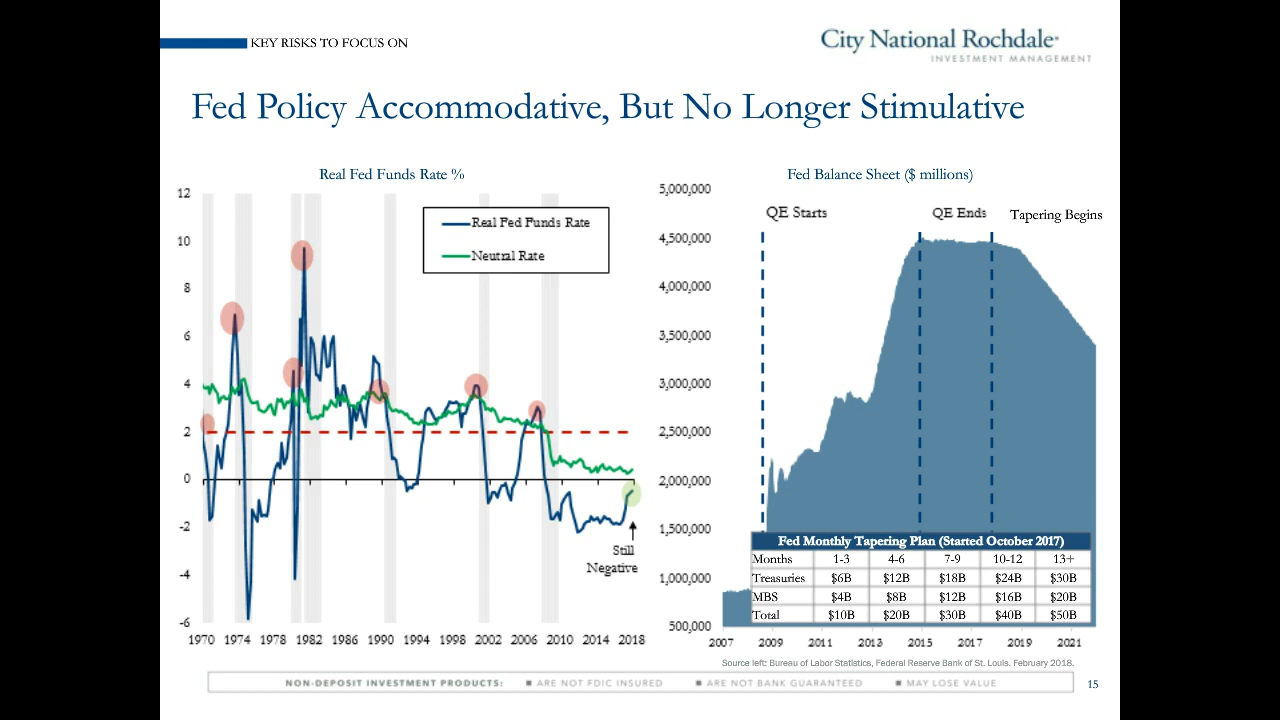 KEY RISKS TO FOCUS ON
City National Rochdale
INVESTMENT MANAGEMENT
Fed Policy Accommodative, But No Longer Stimulative
Real Fed Funds Rate %
12
10
8
6
4
2
0
-2
-4
-6
Real Fed Funds Rate
Neutral Rate
Still
Negative
1970 1974 1978 1982 1986 1990 1994 1998 2002 2006 2010 2014 2018
Fed Balance Sheet ($ millions)
5,000,000
4,500,000
4,000,000
3,500,000
3,000,000
2,500,000
2,000,000
1,500,000
1,000,000
500,000
QE Starts QE Ends Tapering Begins
Fed Monthly Tapering Plan (Started October 2017)
Months 1-3 4-6 7-9 10-12 13+
Treasuries $6B $12B $18B $24B $30B
MBS $4B $8B $12B $16B $20B
Total $10B $20B $30B $40B $50B
2007 2009 2011 2013 2015 2017 2019 2021
Source left: Bureau of Labor Statistics, Federal Reserve Bank of St. Louis. February 2018.
NON-DEPOSIT INVESTMENT PRODUCTS: ■ ARE NOT FDIC INSURED ■ ARE NOT BANK GUARANTEED ■ MAY LOSE VALUE
15